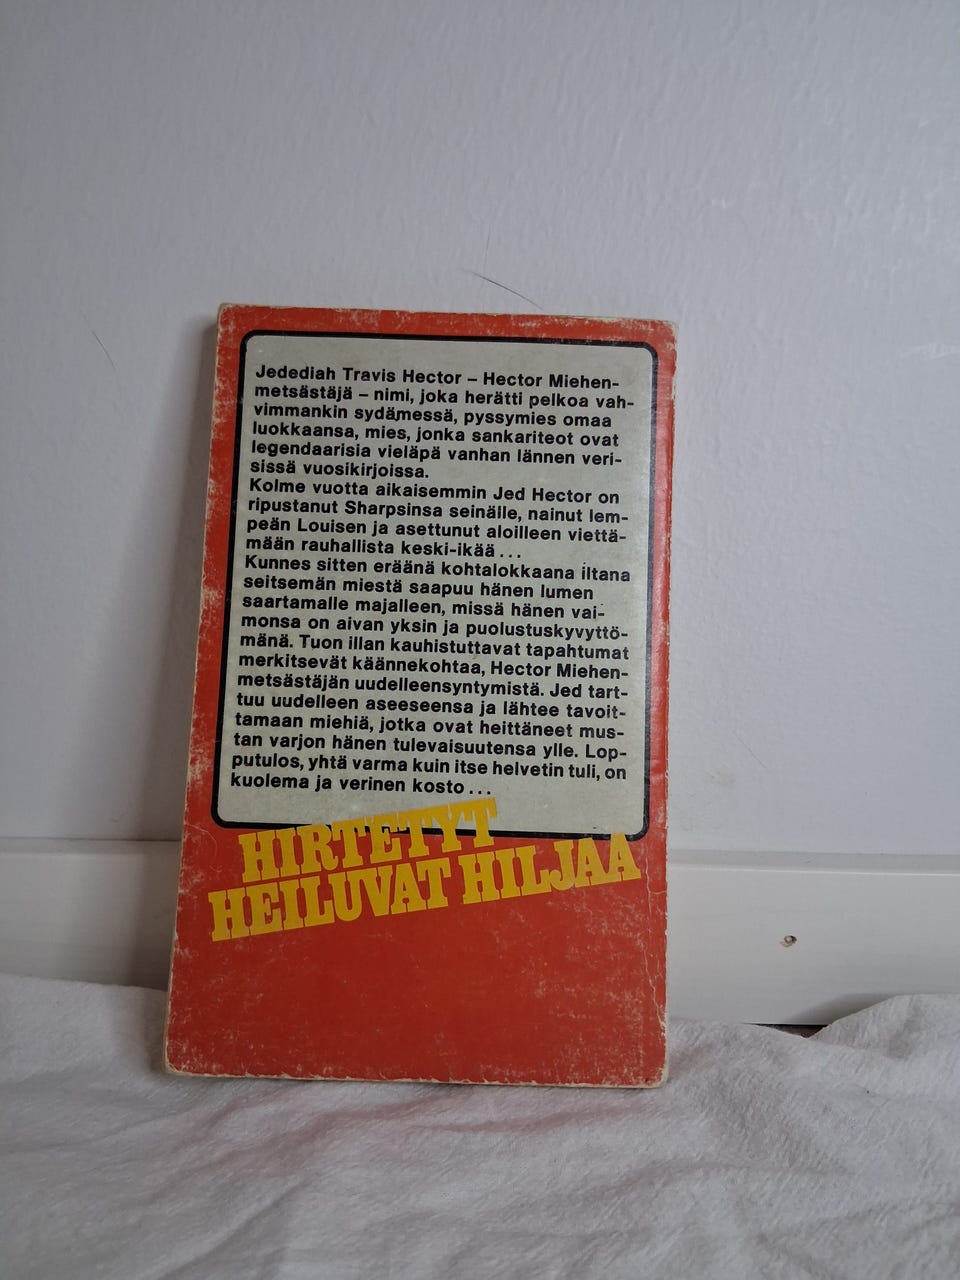 Jedediah Travis Hector – Hector Miehen-
metsästäjä – nimi, joka herätti pelkoa vah-
vimmankin sydämessä, pyssymies omaa
luokkaansa, mies, jonka sankariteot ovat
legendaarisia vieläpä vanhan lännen veri-
sissä vuosikirjoissa.
Kolme vuotta aikaisemmin Jed Hector on
ripustanut Sharpsinsa seinälle, nainut lem-
peän Louisen ja asettunut aloilleen viettä-
mään rauhallista keski-ikää...
Kunnes sitten eräänä kohtalokkaana iltana
seitsemän miestä saapuu hänen lumen
saartamalle majalleen, missä hänen vai-
monsa on aivan yksin ja puolustuskyvyttö-
mänä. Tuon illan kauhistuttavat tapahtumat
merkitsevät käännekohtaa, Hector Miehen-
metsästäjän uudelleensyntymistä. Jed tart-
tuu uudelleen aseeseensa ja lähtee tavoit-
tamaan miehiä, jotka ovat heittäneet mus-
tan varjon hänen tulevaisuutensa ylle. Lop-
putulos, yhtä varma kuin itse helvetin tuli, on
kuolema ja verinen kosto...
HIRTETYT
HEILUVAT HILJAA